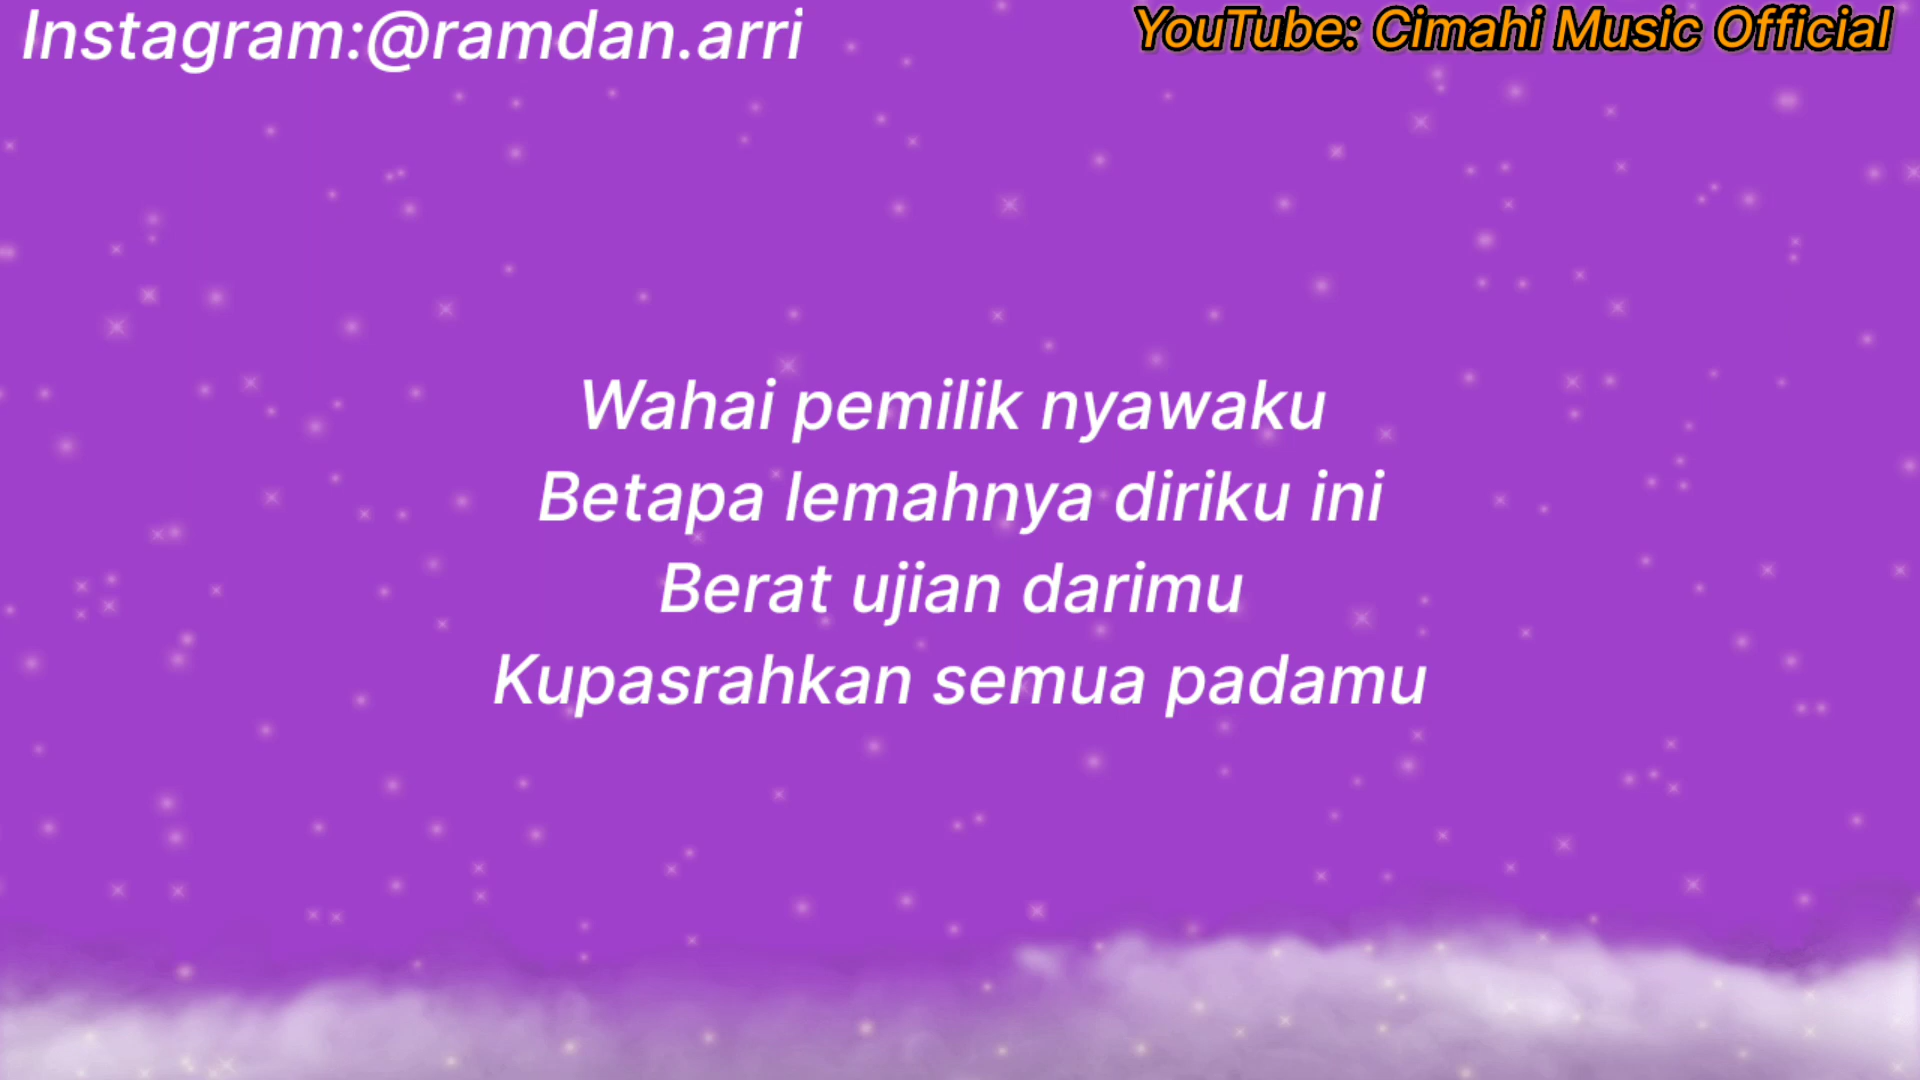 Instagram:@ramdan.arri
YouTube: Cimahi Music Official
Wahai pemilik nyawaku
Betapa lemahnya diriku ini
Berat ujian darimu
Kupasrahkan semua padamu